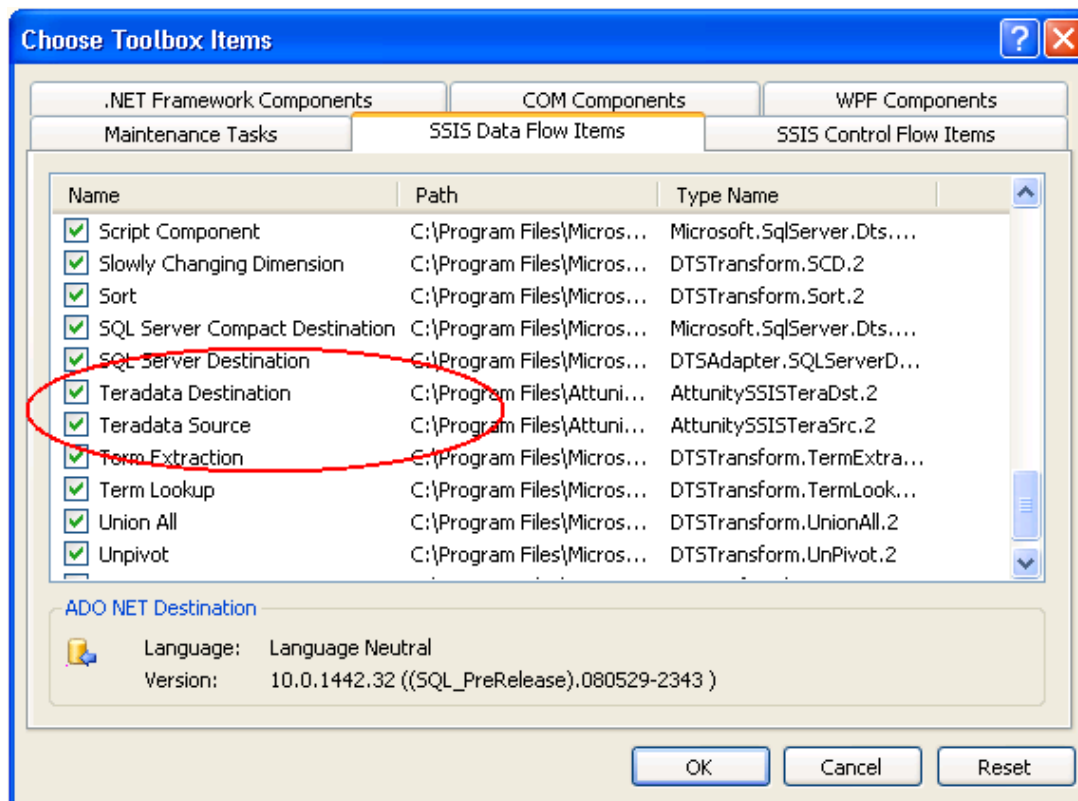 Choose Toolbox Items
.NET Framework Components COM Components WPF Components
Maintenance Tasks SSIS Data Flow Items SSIS Control Flow Items
Name Path Type Name
Script Component C:\Program Files\Micros... Microsoft.SqlServer.Dts....
Slowly Changing Dimension C:\Program Files\Micros... DTSTransform.SCD.2
Sort C:\Program Files\Micros... DTSTransform.Sort.2
SQL Server Compact Destination C:\Program Files\Micros... Microsoft.SqlServer.Dts....
SQL Server Destination C:\Program Files\Micros... DTSAdapter.SQLServerD...
Teradata Destination C:\Program Files\Attuni... AttunitySSISTeraDst.2
Teradata Source C:\Program Files\Attuni... AttunitySSISTeraSrc.2
Term Extraction C:\Program Files\Micros... DTSTransform.TermExtra...
Term Lookup C:\Program Files\Micros... DTSTransform.TermLook...
Union All C:\Program Files\Micros... DTSTransform.UnionAll.2
Unpivot C:\Program Files\Micros... DTSTransform.UnPivot.2
ADO NET Destination
Language: Language Neutral
Version: 10.0.1442.32 ((SQL_PreRelease).080529-2343 )
OK Cancel Reset